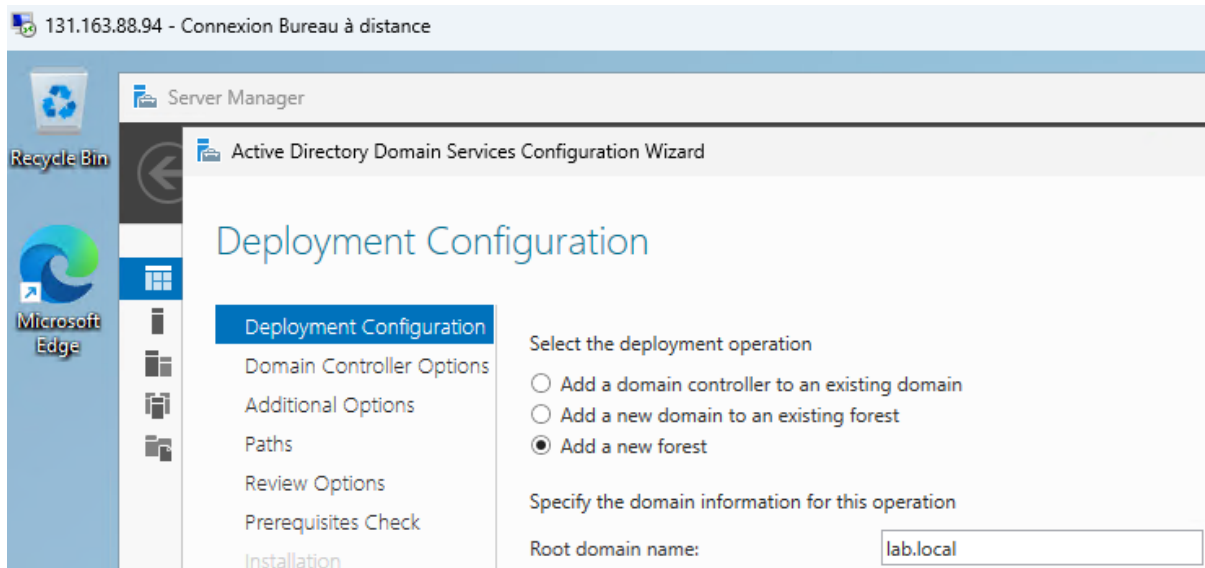 131.163.88.94 - Connexion Bureau à distance
Server Manager
Recycle Bin
Active Directory Domain Services Configuration Wizard
Deployment Configuration
Microsoft
Edge
Deployment Configuration
Domain Controller Options
Additional Options
Paths
Review Options
Prerequisites Check
Installation
Select the deployment operation
Add a domain controller to an existing domain
Add a new domain to an existing forest
Add a new forest
Specify the domain information for this operation
Root domain name: lab.local